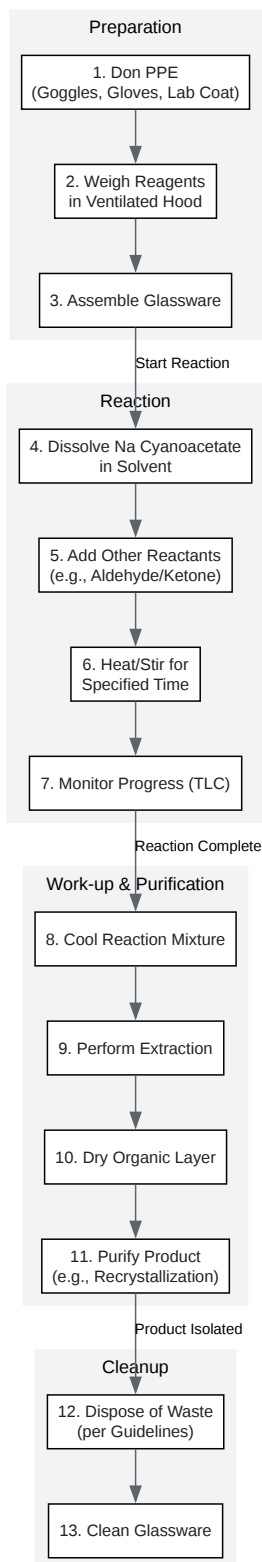 Preparation
1. Don PPE
(Goggles, Gloves, Lab Coat)
2. Weigh Reagents
in Ventilated Hood
3. Assemble Glassware
Start Reaction
Reaction
4. Dissolve Na Cyanoacetate
in Solvent
5. Add Other Reactants
(e.g., Aldehyde/Ketone)
6. Heat/Stir for
Specified Time
7. Monitor Progress (TLC)
Reaction Complete
Work-up & Purification
8. Cool Reaction Mixture
9. Perform Extraction
10. Dry Organic Layer
11. Purify Product
(e.g., Recrystallization)
Product Isolated
Cleanup
12. Dispose of Waste
(per Guidelines)
13. Clean Glassware